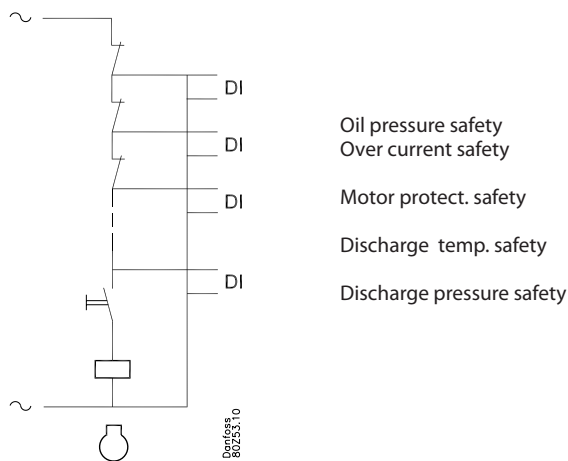 DI
DI
DI
DI
Oil pressure safety
Over current safety
Motor protect. safety
Discharge temp. safety
Discharge pressure safety
Danfoss
80Z53.10